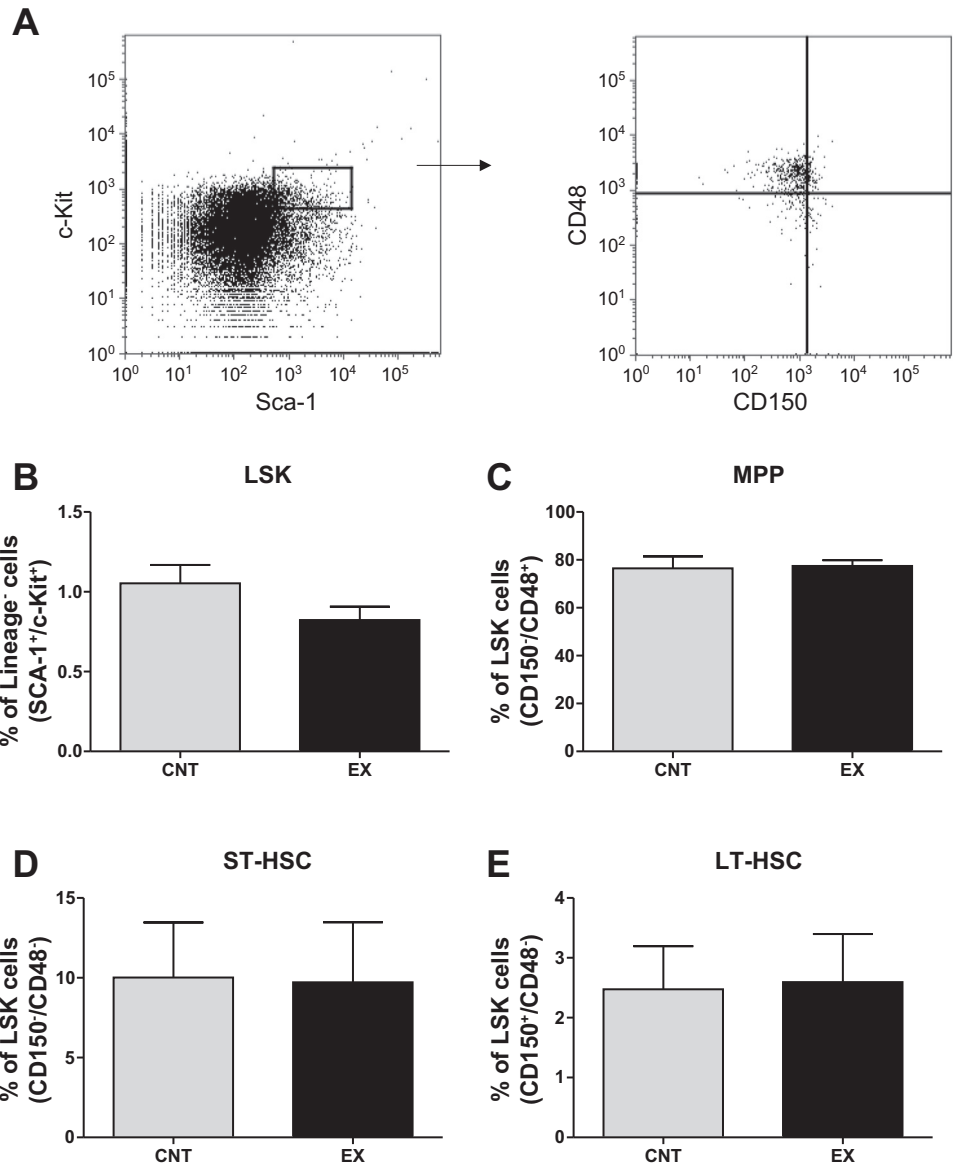 A
c-Kit
10⁵
10⁴
10³
10²
10¹
10⁰
10⁰ 10¹ 10² 10³ 10⁴ 10⁵
Sca-1
CD48
10⁵
10⁴
10³
10²
10¹
10⁰
10⁰ 10¹ 10² 10³ 10⁴ 10⁵
CD150
B
LSK
% of Lineage⁻ cells
(SCA-1⁺/c-Kit⁺)
1.5
1.0
0.5
0.0
CNT EX
C
MPP
% of LSK cells
(CD150⁻/CD48⁺)
100
80
60
40
20
0
CNT EX
D
ST-HSC
% of LSK cells
(CD150⁻/CD48⁻)
15
10
5
0
CNT EX
E
LT-HSC
% of LSK cells
(CD150⁺/CD48⁻)
4
3
2
1
0
CNT EX